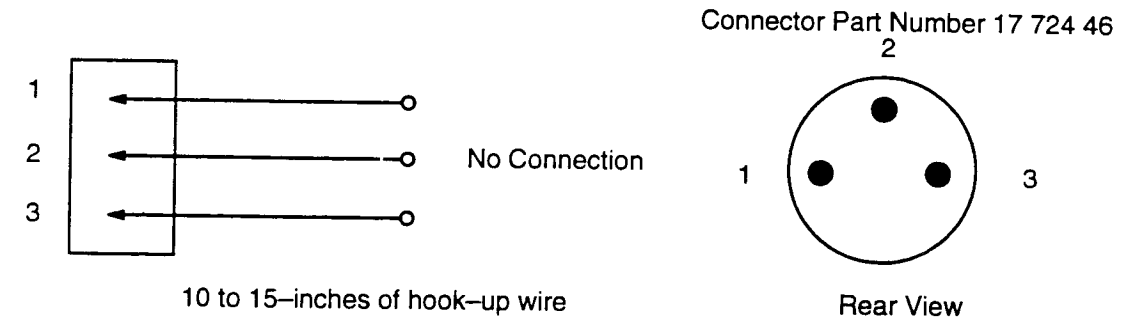 Connector Part Number 17 724 46
1
2
3
No Connection
10 to 15–inches of hook–up wire
2
1
3
Rear View